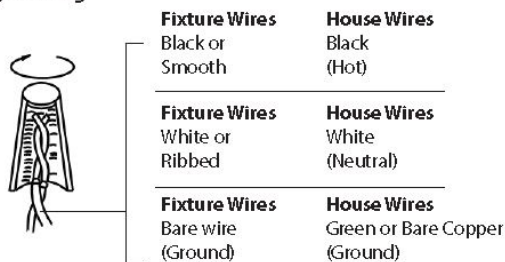 Fixture Wires House Wires
Black or Black
Smooth (Hot)
Fixture Wires House Wires
White or White
Ribbed (Neutral)
Fixture Wires House Wires
Bare wire Green or Bare Copper
(Ground) (Ground)